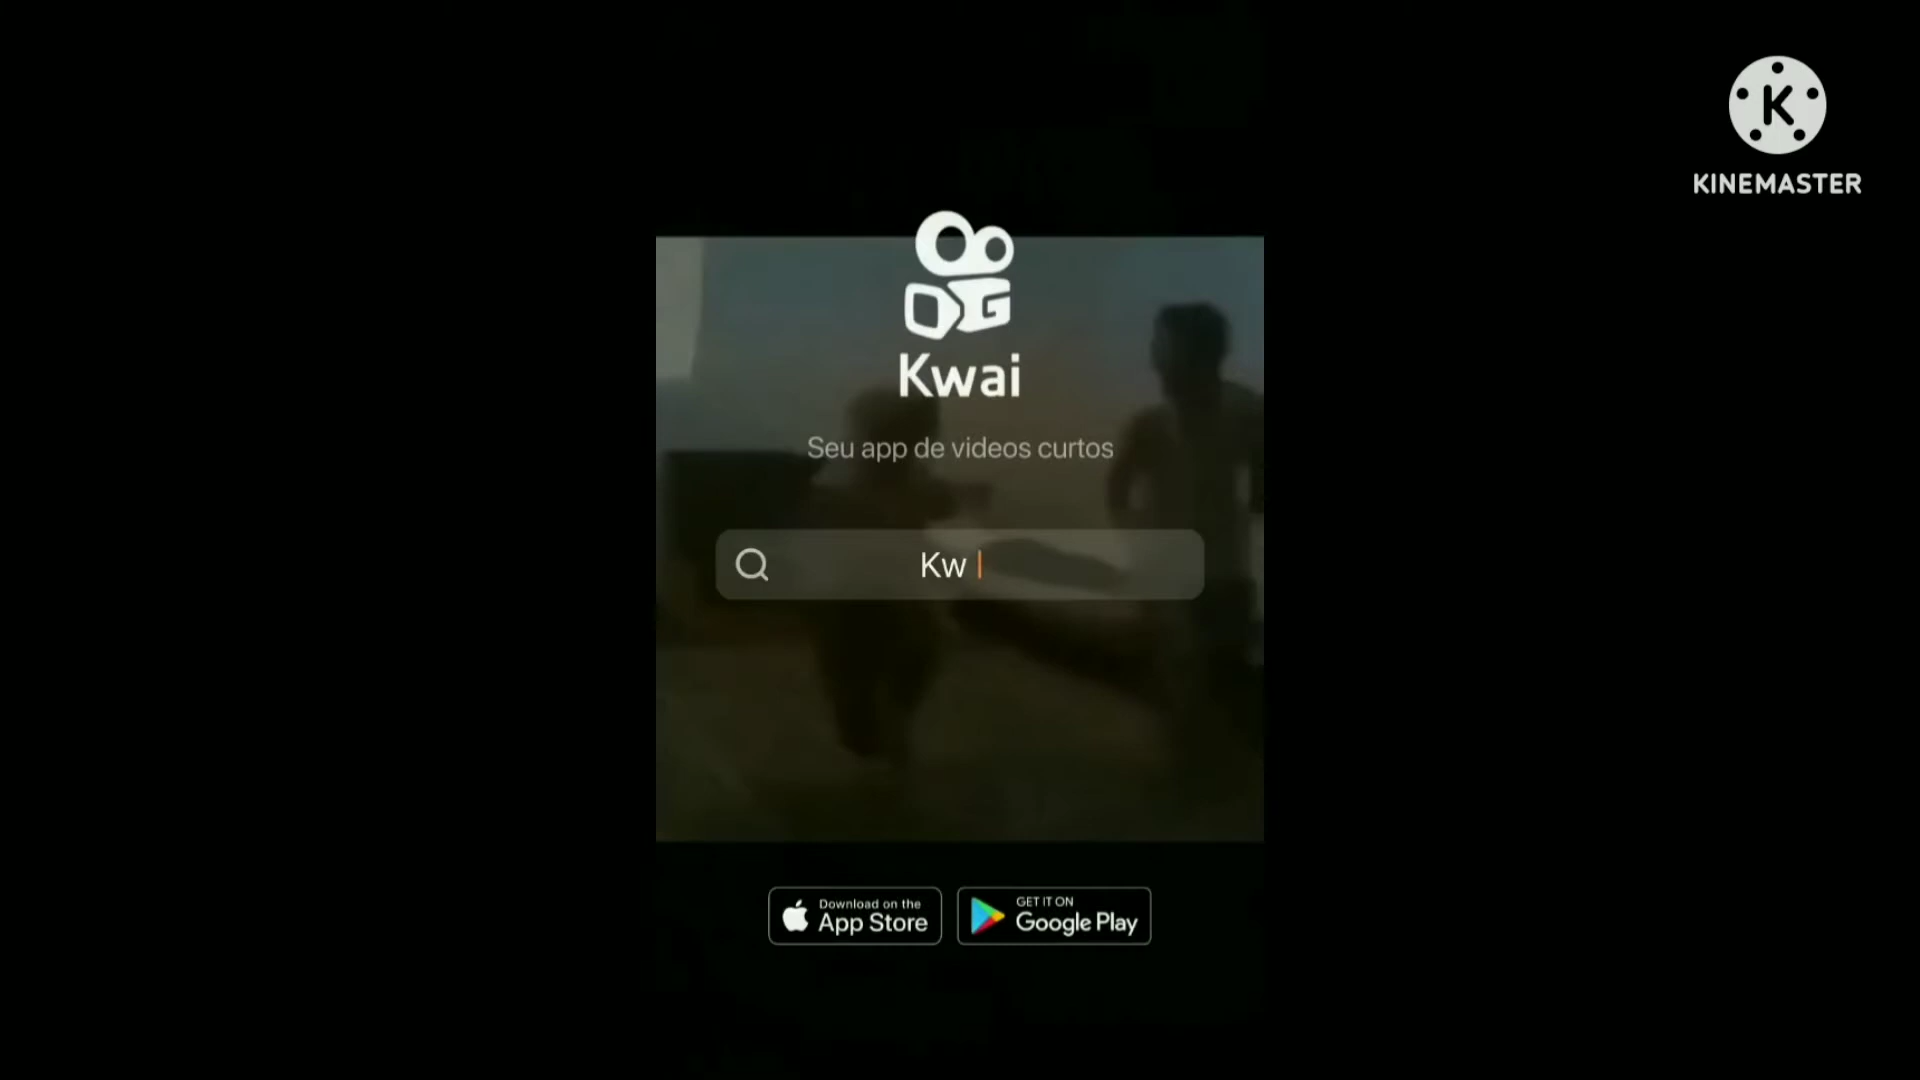 K
KINEMASTER
Kwai
Seu app de videos curtos
Kw
Download on the
App Store
GET IT ON
Google Play